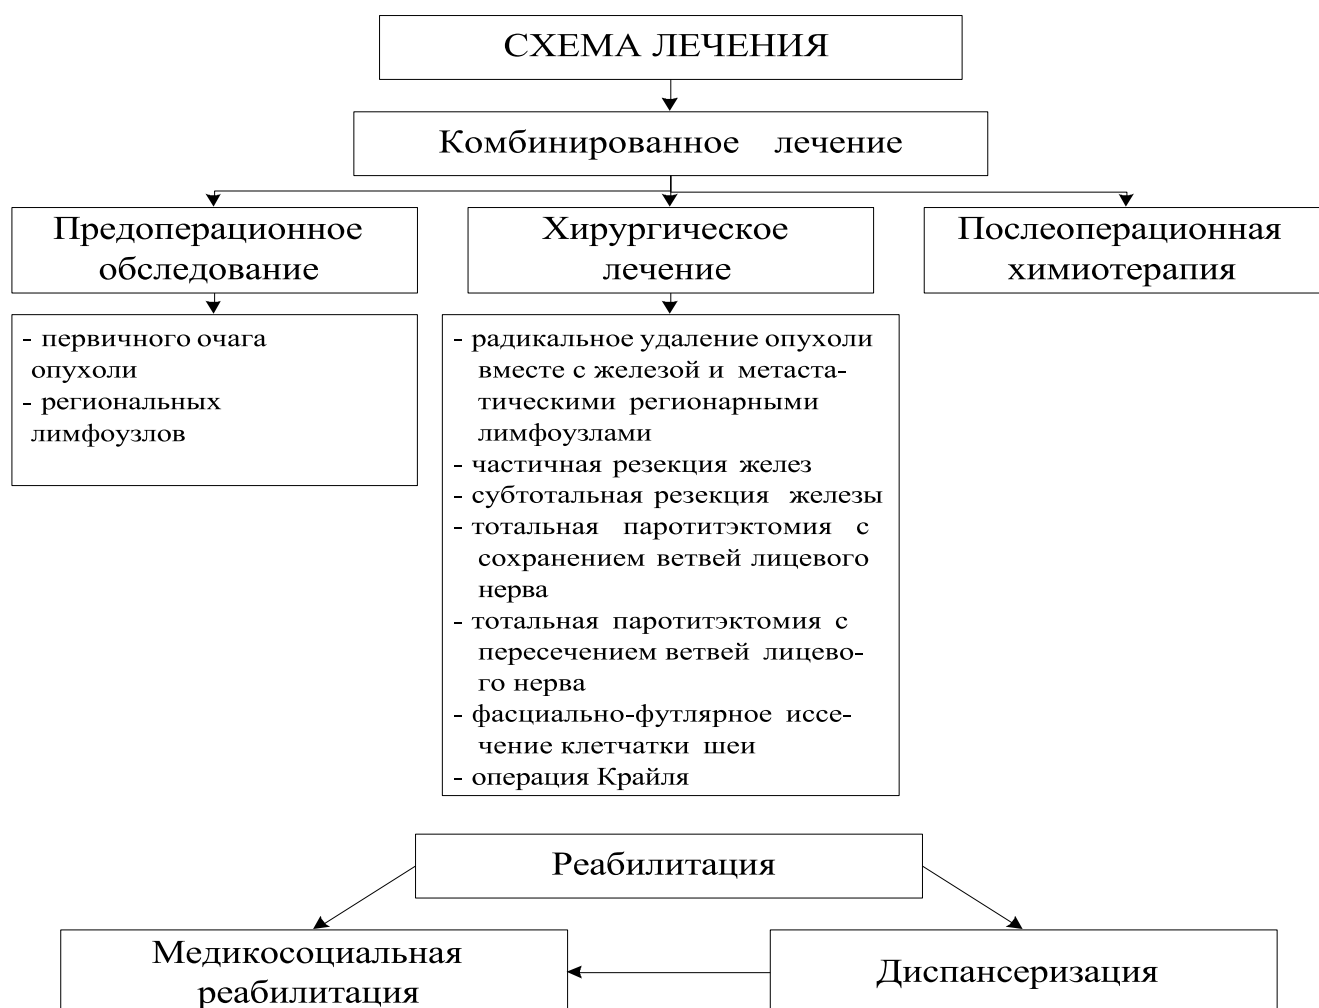 СХЕМА ЛЕЧЕНИЯ
Комбинированное лечение
Предоперационное
обследование
Хирургическое
лечение
Послеоперационная
химиотерапия
- первичного очага
опухоли
- региональных
лимфоузлов
- радикальное удаление опухоли
вместе с железой и метаста-
тическими регионарными
лимфоузлами
- частичная резекция желез
- субтотальная резекция железы
- тотальная паротитэктомия с
сохранением ветвей лицевого
нерва
- тотальная паротитэктомия с
пересечением ветвей лицево-
го нерва
- фасциально-футлярное иссе-
чение клетчатки шеи
- операция Крайля
Реабилитация
Медикосоциальная
реабилитация
Диспансеризация